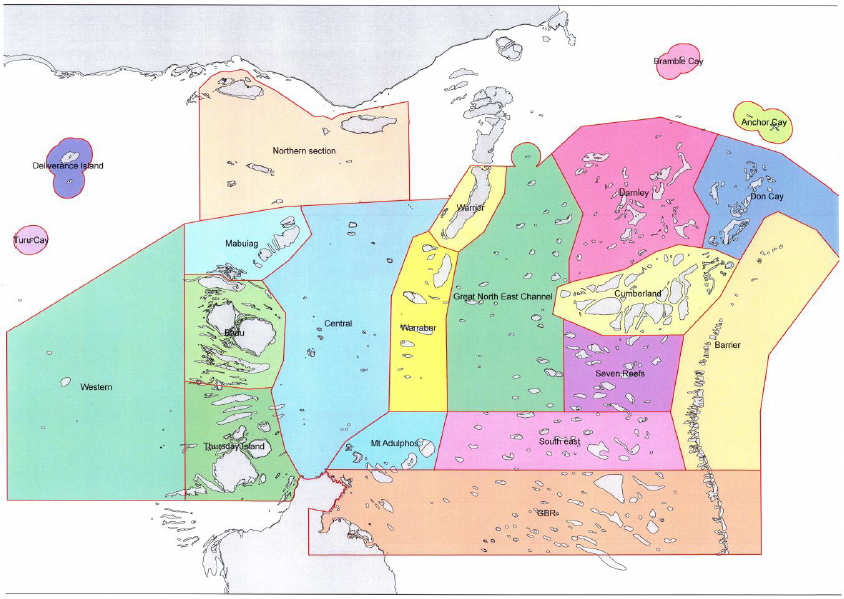 Bramble Cay
Anchor Cay
Northern section
Deliverance Island
Darnley
Don Cay
Warrior
Turu Cay
Mabuiag
Cumberland
Great North East Channel
Central
Warraber
Badu
Barrier
Seven Reefs
Western
Mt Adulphos
South east
Thursday Island
GBR